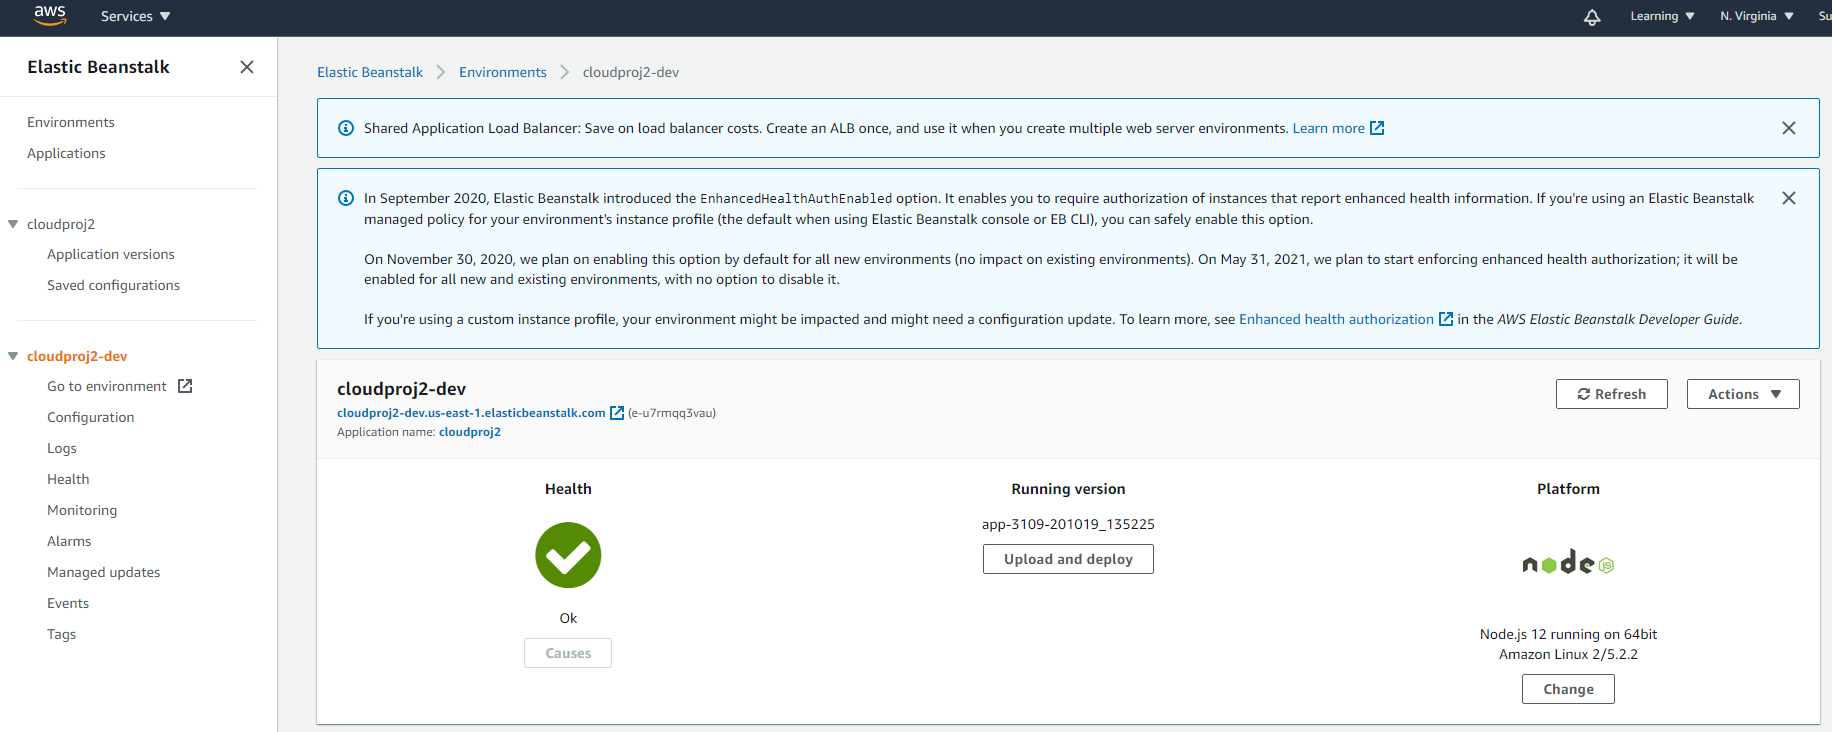 aws
Services
Learning
N. Virginia
Su
Elastic Beanstalk
Environments
Applications
cloudproj2
Application versions
Saved configurations
cloudproj2-dev
Go to environment
Configuration
Logs
Health
Monitoring
Alarms
Managed updates
Events
Tags
Elastic Beanstalk
Environments
cloudproj2-dev
Shared Application Load Balancer: Save on load balancer costs. Create an ALB once, and use it when you create multiple web server environments. Learn more
In September 2020, Elastic Beanstalk introduced the EnhancedHealthAuthEnabled option. It enables you to require authorization of instances that report enhanced health information. If you're using an Elastic Beanstalk
managed policy for your environment's instance profile (the default when using Elastic Beanstalk console or EB CLI), you can safely enable this option.
On November 30, 2020, we plan on enabling this option by default for all new environments (no impact on existing environments). On May 31, 2021, we plan to start enforcing enhanced health authorization; it will be
enabled for all new and existing environments, with no option to disable it.
If you're using a custom instance profile, your environment might be impacted and might need a configuration update. To learn more, see Enhanced health authorization in the AWS Elastic Beanstalk Developer Guide.
cloudproj2-dev
cloudproj2-dev.us-east-1.elasticbeanstalk.com (e-u7rmqq3vau)
Application name: cloudproj2
Refresh
Actions
Health
Ok
Causes
Running version
app-3109-201019_135225
Upload and deploy
Platform
node JS
Node.js 12 running on 64bit
Amazon Linux 2/5.2.2
Change